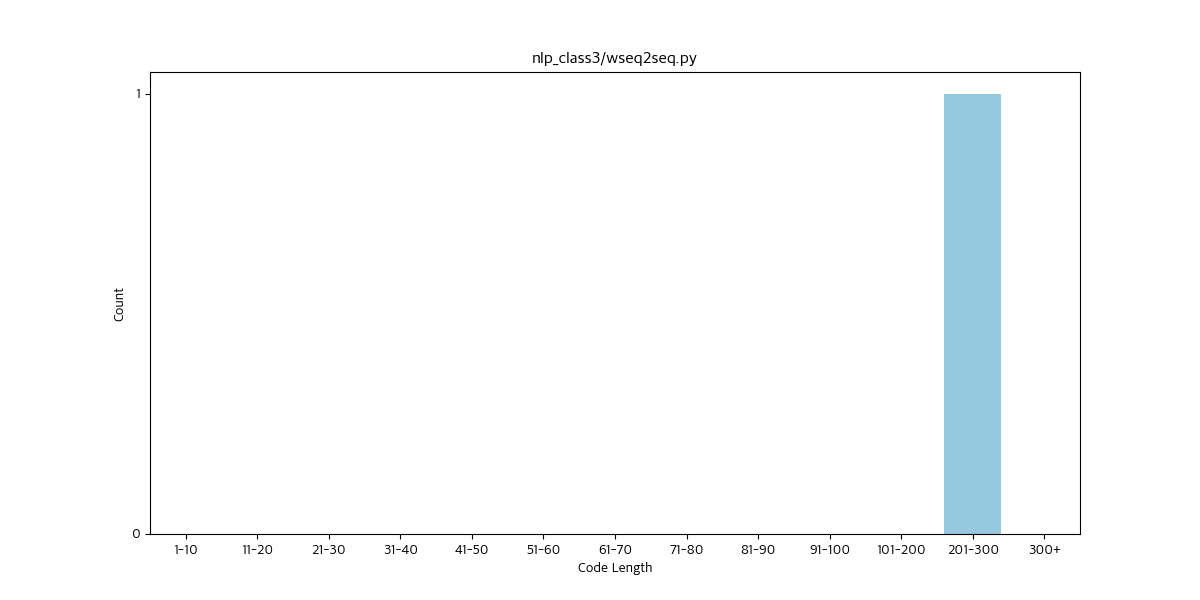 nlp_class3/wseq2seq.py
1
Count
0
1-10 11-20 21-30 31-40 41-50 51-60 61-70 71-80 81-90 91-100 101-200 201-300 300+
Code Length